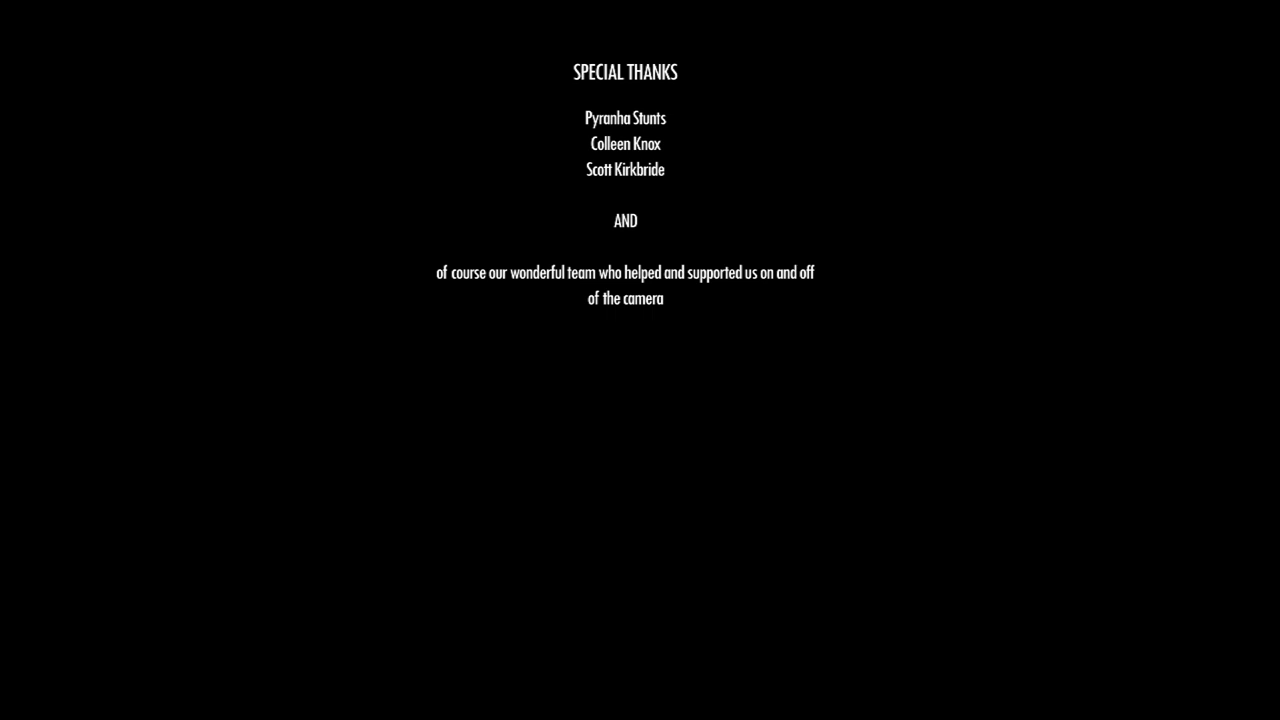 SPECIAL THANKS
Pyranha Stunts
Colleen Knox
Scott Kirkbride
AND
of course our wonderful team who helped and supported us on and off
of the camera